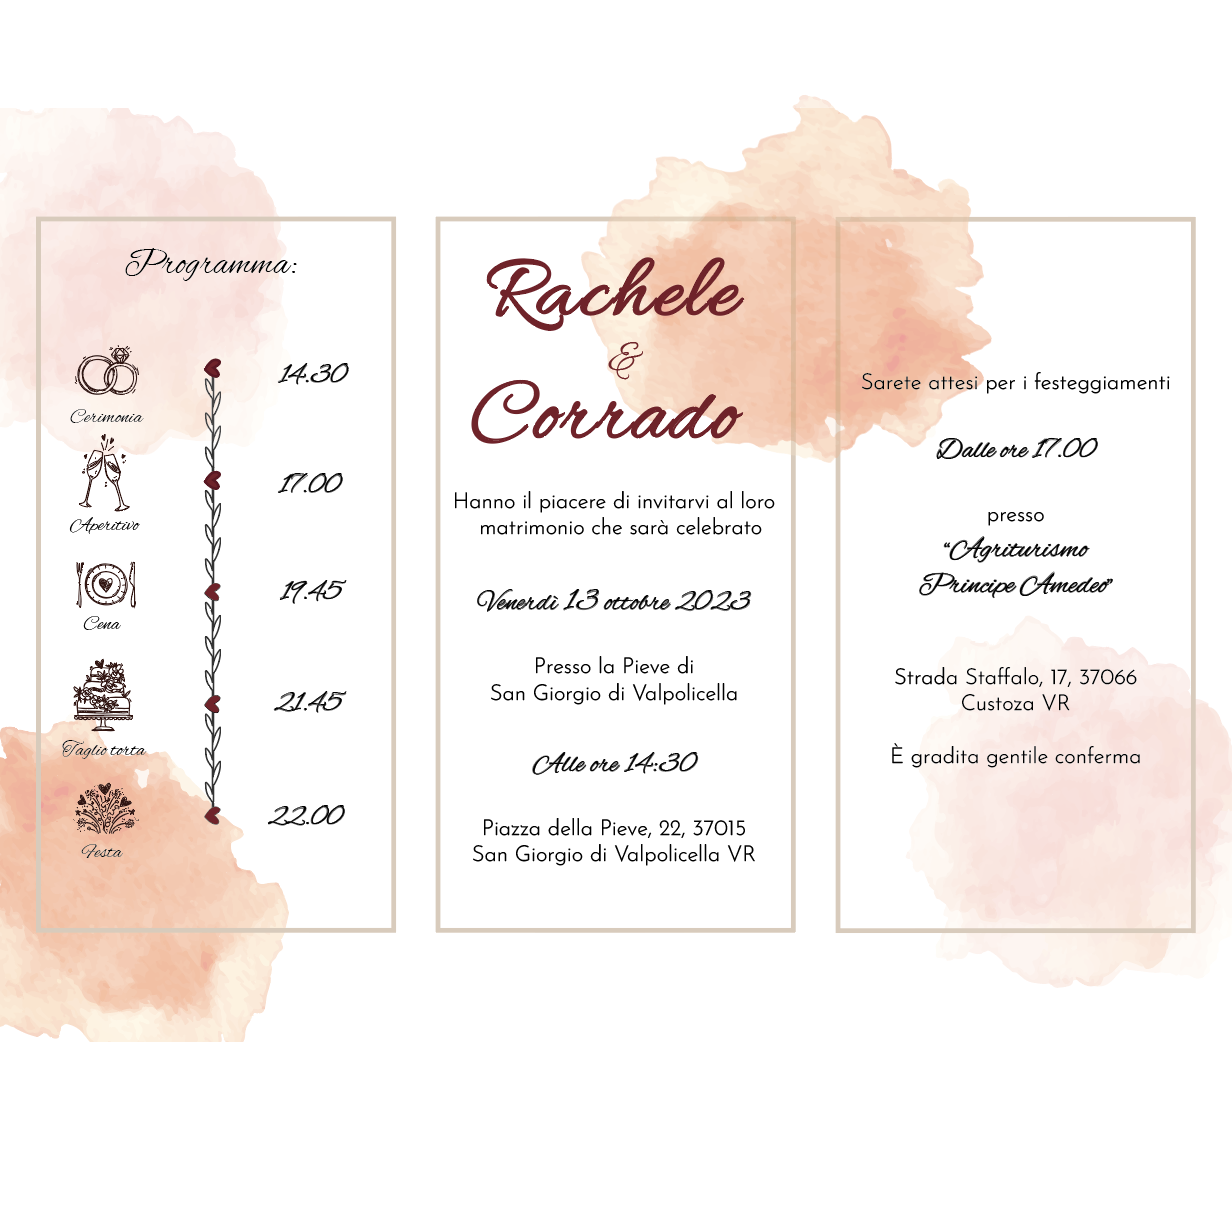 Programma:
Cerimonia
14.30
Aperitivo
17.00
Cena
19.45
Taglio torta
21.45
Festa
22.00
Rachele
&
Corrado
Hanno il piacere di invitarvi al loro
matrimonio che sarà celebrato
Venerdì 13 ottobre 2023
Presso la Pieve di
San Giorgio di Valpolicella
Alle ore 14:30
Piazza della Pieve, 22, 37015
San Giorgio di Valpolicella VR
Sarete attesi per i festeggiamenti
Dalle ore 17.00
presso
“Agriturismo
Principe Amedeo”
Strada Staffalo, 17, 37066
Custoza VR
È gradita gentile conferma